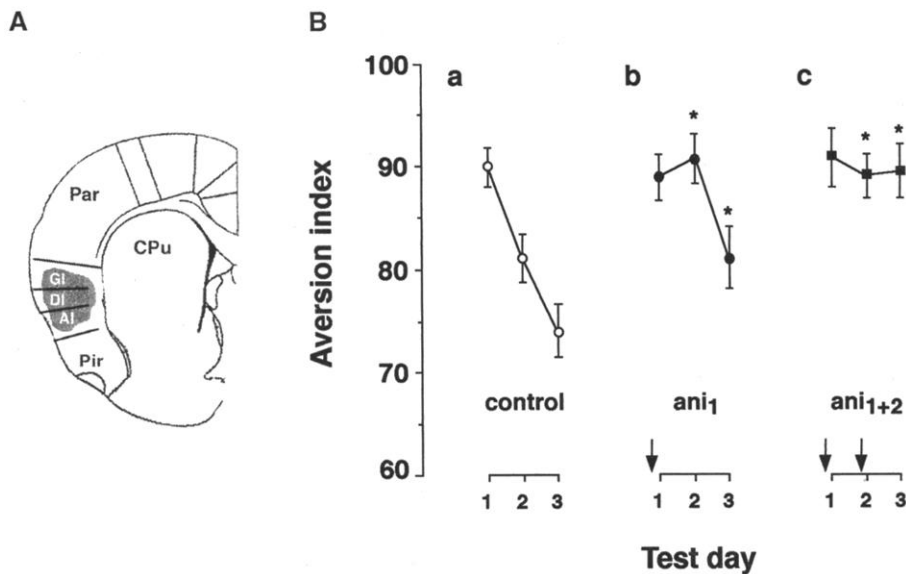 A
Par
CPu
GI
DI
AI
Pir
B
Aversion index
100
90
80
70
60
a
b
c
*
*
*
*
control
ani1
ani1+2
1 2 3
1 2 3
1 2 3
Test day